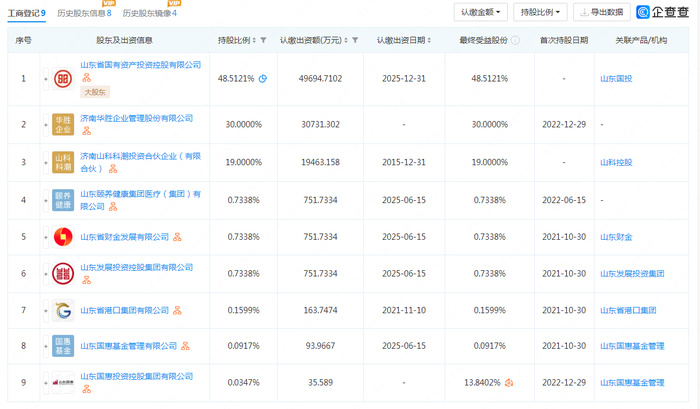 工商登记9 历史股东信息8 VIP 历史股东镜像4 VIP 认缴金额 持股比例 导出数据 企查查
序号 股东及出资信息 持股比例 认缴出资额(万元) 认缴出资日期 最终受益股份 首次持股日期 关联产品/机构
1 山东省国有资产投资控股有限公司 48.5121% 49694.7102 2025-12-31 48.5121% - 山东国投
大股东
2 华胜企业 济南华胜企业管理股份有限公司 30.0000% 30731.302 - 30.0000% 2022-12-29 -
3 山科科潮 济南山科科潮投资合伙企业（有限
合伙） 19.0000% 19463.158 2015-12-31 19.0000% - 山科控股
4 颐养健康 山东颐养健康集团医疗（集团）有
限公司 0.7338% 751.7334 2025-06-15 0.7338% 2022-06-15 -
5 山东省财金发展有限公司 0.7338% 751.7334 2025-06-15 0.7338% 2021-10-30 山东财金
6 山东发展投资控股集团有限公司 0.7338% 751.7334 2025-06-15 0.7338% 2021-10-30 山东发展投资集团
7 山东省港口集团有限公司 0.1599% 163.7474 2021-11-10 0.1599% 2021-10-30 山东省港口集团
8 国惠基金 山东国惠基金管理有限公司 0.0917% 93.9667 2025-06-15 0.0917% 2021-10-30 山东国惠基金管理
9 山东国惠 山东国惠投资控股集团有限公司 0.0347% 35.589 - 13.8402% 2022-12-29 山东国惠基金管理